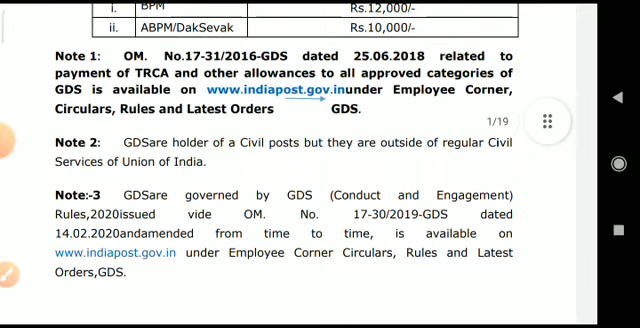 i. BPM Rs.12,000/-
ii. ABPM/DakSevak Rs.10,000/-
Note 1: OM. No.17-31/2016-GDS dated 25.06.2018 related to
payment of TRCA and other allowances to all approved categories of
GDS is available on www.indiapost.gov.inunder Employee Corner,
Circulars, Rules and Latest Orders GDS.
1/19
Note 2: GDSare holder of a Civil posts but they are outside of regular Civil
Services of Union of India.
Note:-3 GDSare governed by GDS (Conduct and Engagement)
Rules,2020issued vide OM. No. 17-30/2019-GDS dated
14.02.2020andamended from time to time, is available on
www.indiapost.gov.in under Employee Corner Circulars, Rules and Latest
Orders,GDS.